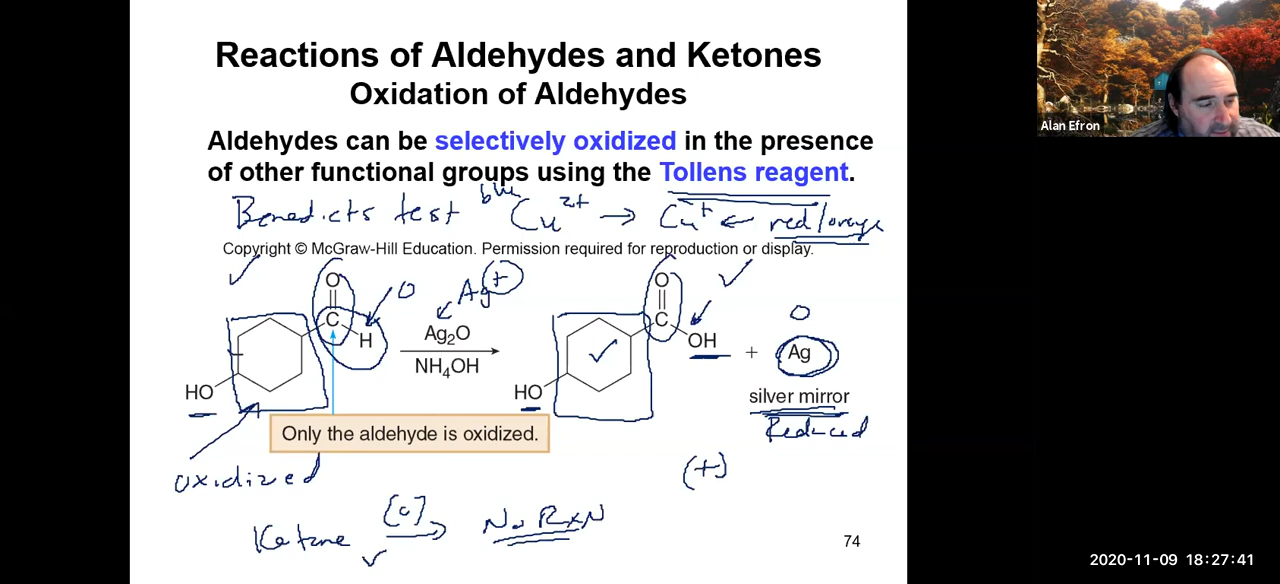 Reactions of Aldehydes and Ketones
Oxidation of Aldehydes
Alan Efron
Aldehydes can be selectively oxidized in the presence
of other functional groups using the Tollens reagent.
Benedicts test blue Cu²⁺ → Cu⁺ ← red/orange
Copyright © McGraw-Hill Education. Permission required for reproduction or display.
O O Ag⁺ O O
C H Ag₂O C OH + Ag
NH₄OH
HO HO silver mirror
Reduced
Only the aldehyde is oxidized.
oxidized (+)
Ketone [O] → No RXN
74
2020-11-09 18:27:41